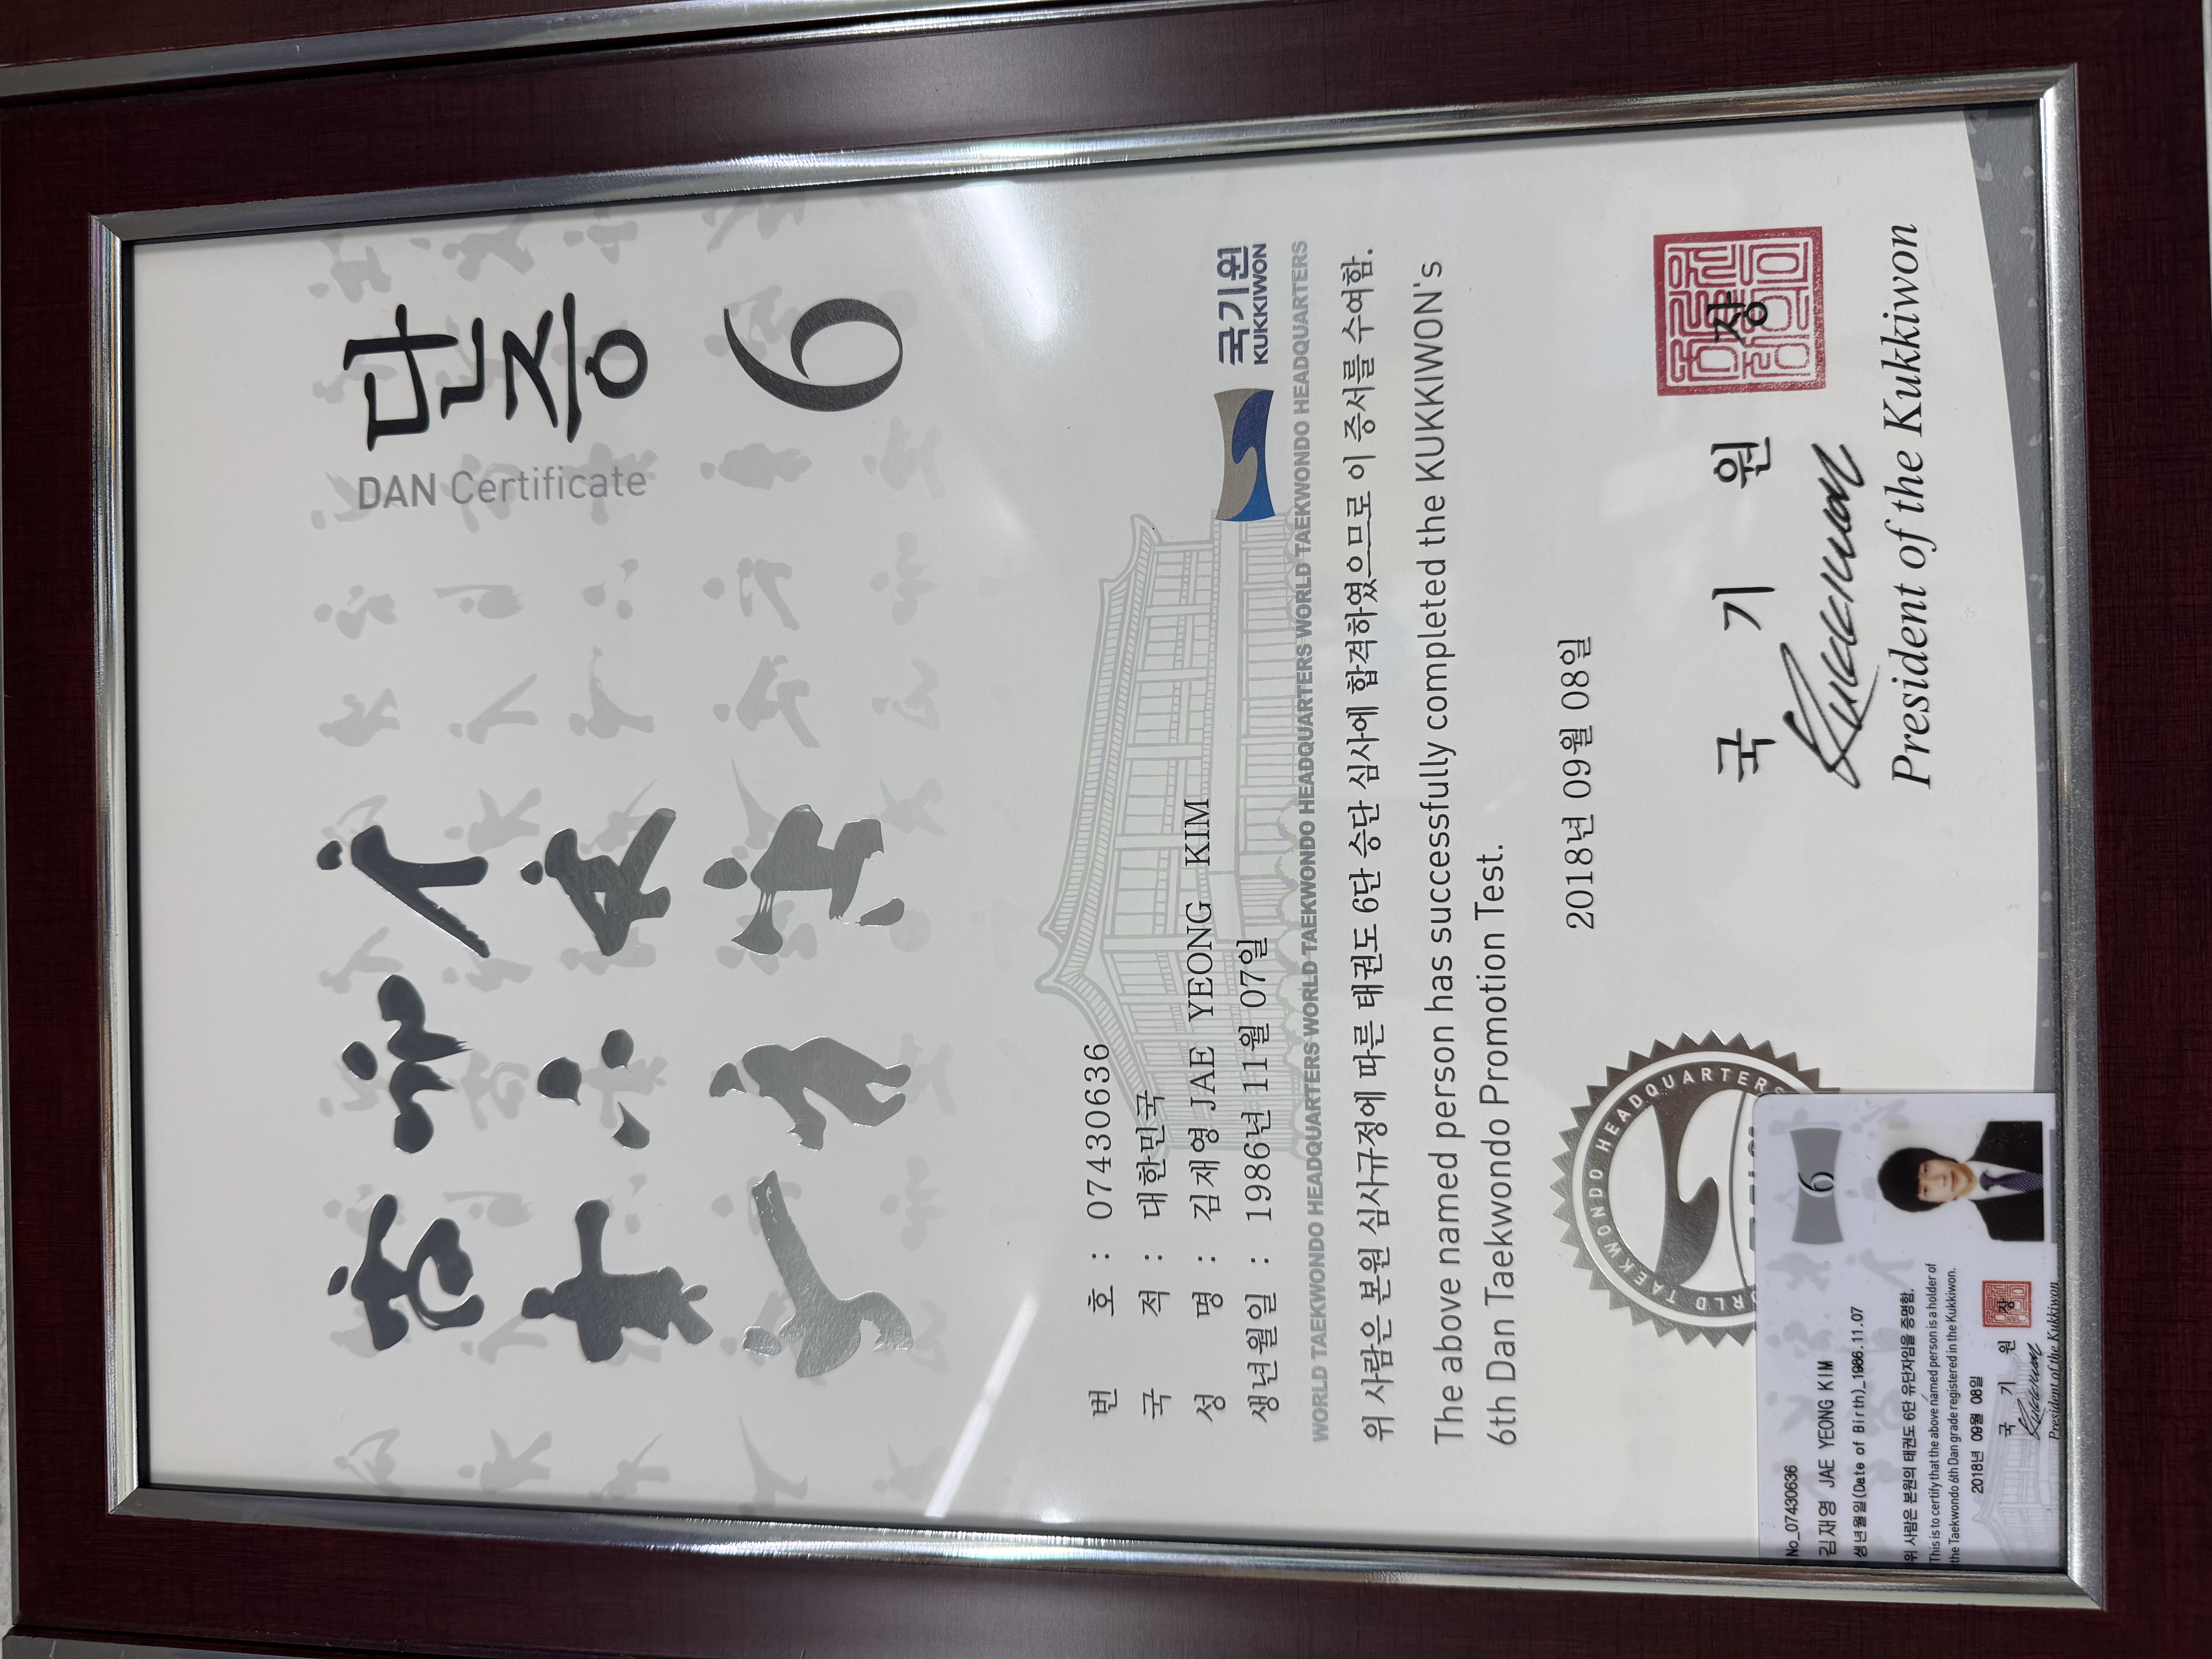 단증
DAN Certificate
6
번 호 : 07430636
국 적 : 대한민국
성 명 : 김재영 JAE YEONG KIM
생년월일 : 1986년 11월 07일
국기원
KUKKIWON
WORLD TAEKWONDO HEADQUARTERS WORLD TAEKWONDO HEADQUARTERS WORLD TAEKWONDO HEADQUARTERS WORLD TAEKWONDO HEADQUARTERS WORLD TAEKWONDO HEADQUARTERS
위 사람은 본원 심사규정에 따른 태권도 6단 승단 심사에 합격하였으므로 이 증서를 수여함.
The above named person has successfully completed the KUKKIWON's
6th Dan Taekwondo Promotion Test.
2018년 09월 08일
국 기 원 장
Kukkiwon
President of the Kukkiwon
WORLD TAEKWONDO HEADQUARTERS
6
No_07430636
김재영 JAE YEONG KIM
생년월일(Date of Birth)_1986.11.07
위 사람은 본원의 태권도 6단 유단자임을 증명함.
This is to certify that the above named person is a holder of
the Taekwondo 6th Dan grade registered in the Kukkiwon.
2018년 09월 08일
국 기 원 장
Kukkiwon
President of the Kukkiwon